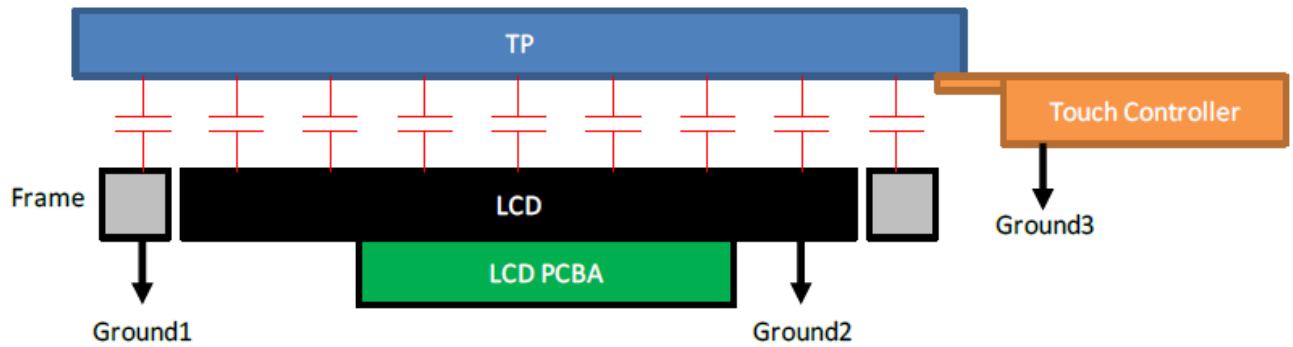 TP
Touch Controller
Frame
LCD
Ground3
LCD PCBA
Ground1
Ground2